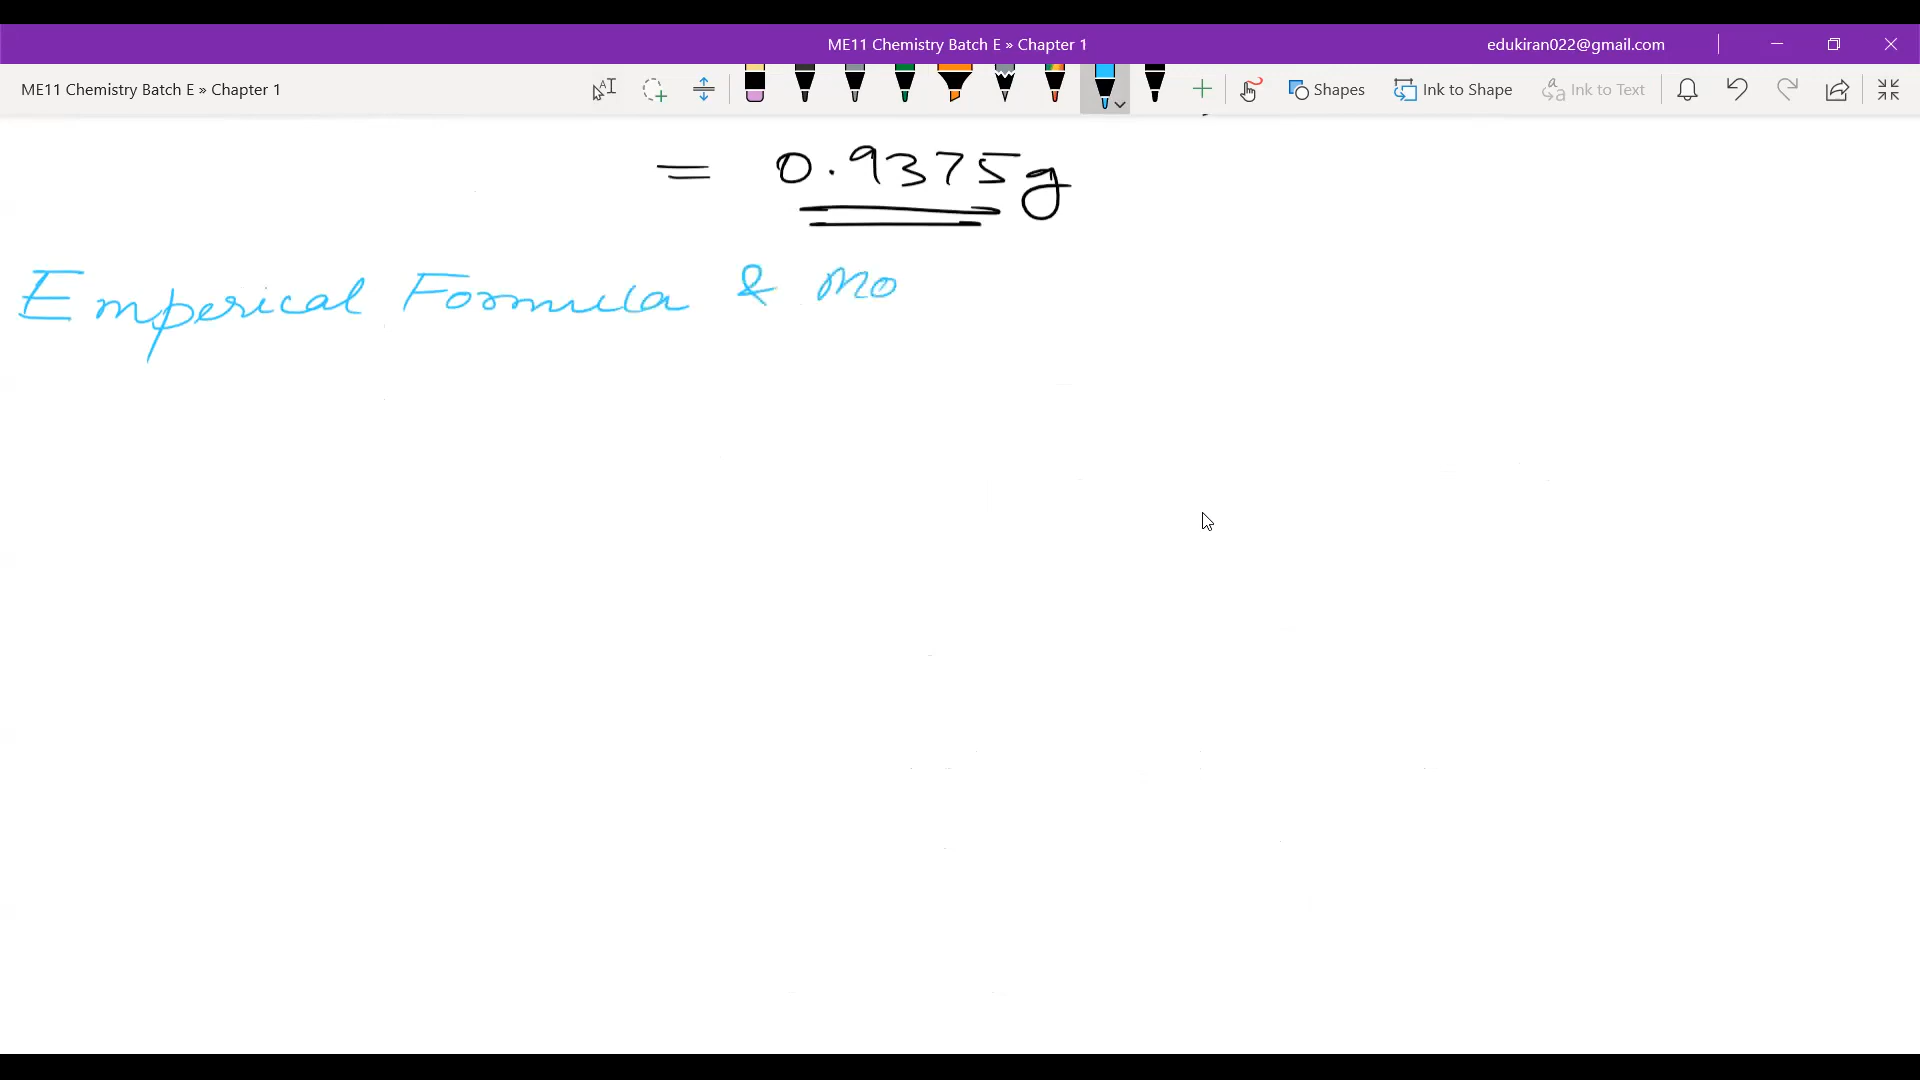 ME11 Chemistry Batch E » Chapter 1
edukiran022@gmail.com
ME11 Chemistry Batch E » Chapter 1
Shapes
Ink to Shape
Ink to Text
= 0.9375g
Emperical Formula & Mo